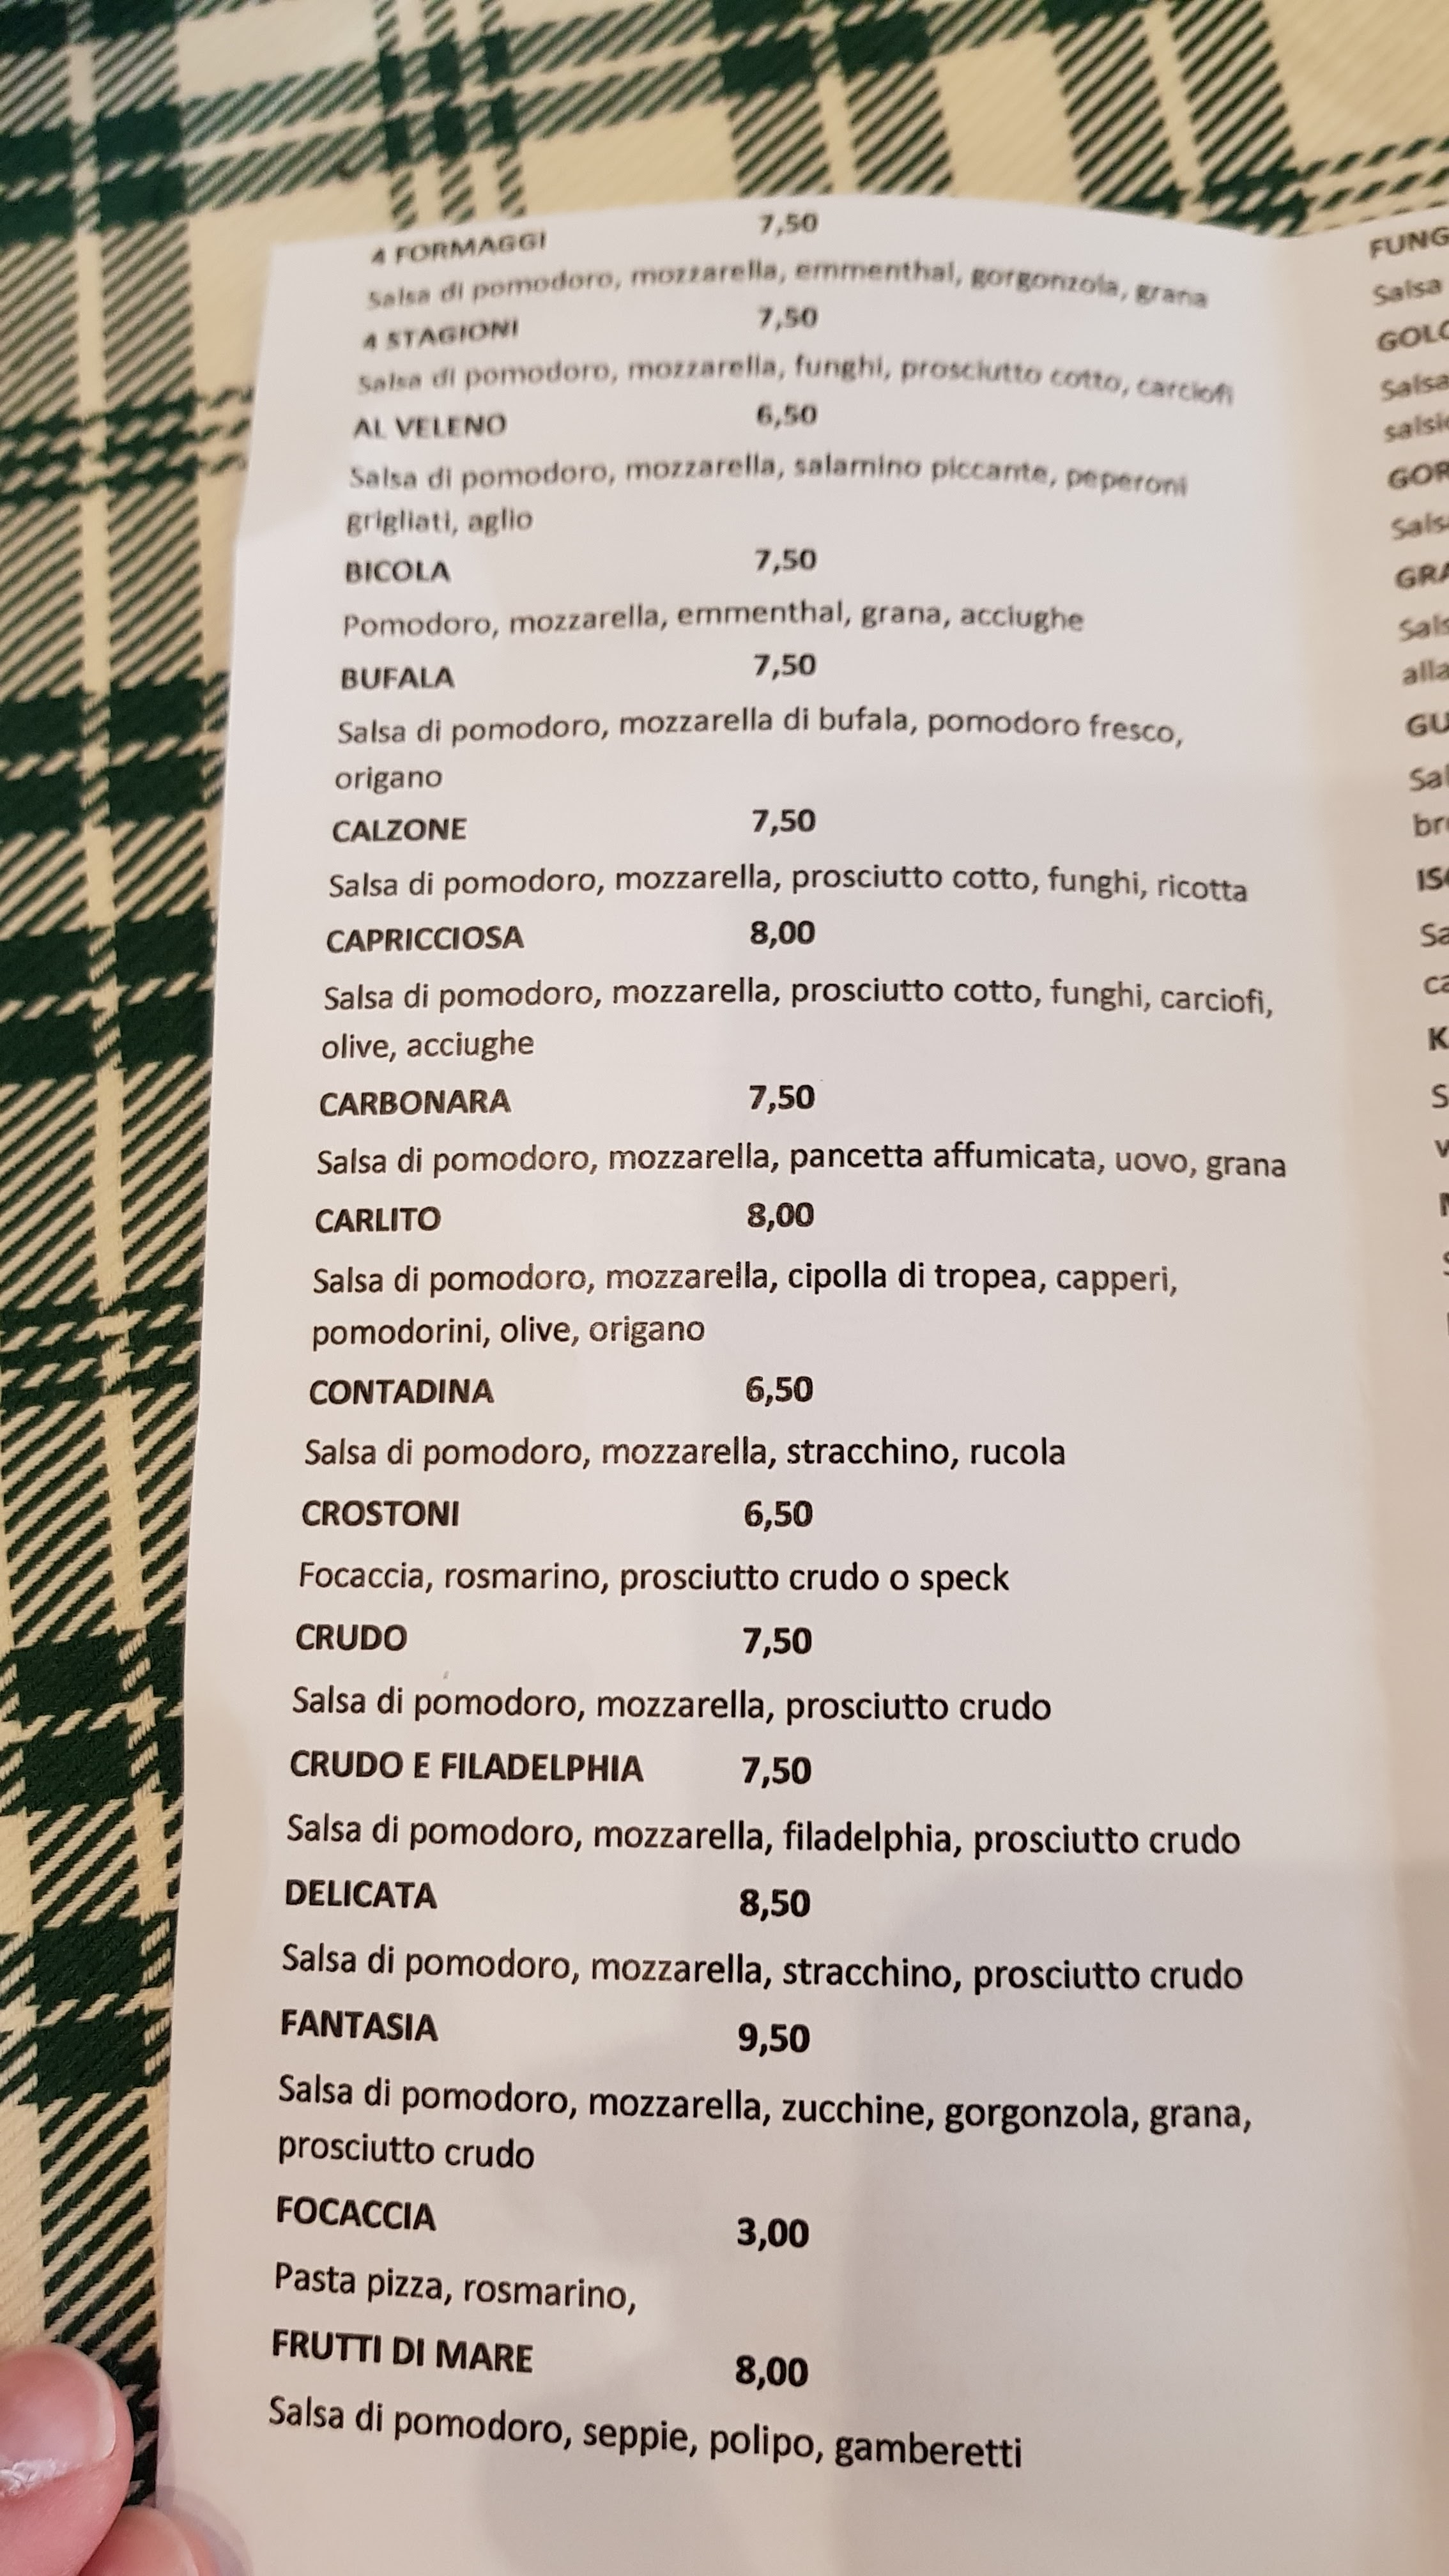 4 FORMAGGI 7,50
Salsa di pomodoro, mozzarella, emmenthal, gorgonzola, grana
4 STAGIONI 7,50
Salsa di pomodoro, mozzarella, funghi, prosciutto cotto, carciofi
AL VELENO 6,50
Salsa di pomodoro, mozzarella, salamino piccante, peperoni
grigliati, aglio
BICOLA 7,50
Pomodoro, mozzarella, emmenthal, grana, acciughe
BUFALA 7,50
Salsa di pomodoro, mozzarella di bufala, pomodoro fresco,
origano
CALZONE 7,50
Salsa di pomodoro, mozzarella, prosciutto cotto, funghi, ricotta
CAPRICCIOSA 8,00
Salsa di pomodoro, mozzarella, prosciutto cotto, funghi, carciofi,
olive, acciughe
CARBONARA 7,50
Salsa di pomodoro, mozzarella, pancetta affumicata, uovo, grana
CARLITO 8,00
Salsa di pomodoro, mozzarella, cipolla di tropea, capperi,
pomodorini, olive, origano
CONTADINA 6,50
Salsa di pomodoro, mozzarella, stracchino, rucola
CROSTONI 6,50
Focaccia, rosmarino, prosciutto crudo o speck
CRUDO 7,50
Salsa di pomodoro, mozzarella, prosciutto crudo
CRUDO E FILADELPHIA 7,50
Salsa di pomodoro, mozzarella, filadelphia, prosciutto crudo
DELICATA 8,50
Salsa di pomodoro, mozzarella, stracchino, prosciutto crudo
FANTASIA 9,50
Salsa di pomodoro, mozzarella, zucchine, gorgonzola, grana,
prosciutto crudo
FOCACCIA 3,00
Pasta pizza, rosmarino,
FRUTTI DI MARE 8,00
Salsa di pomodoro, seppie, polipo, gamberetti
Salsa
Salsa
alla